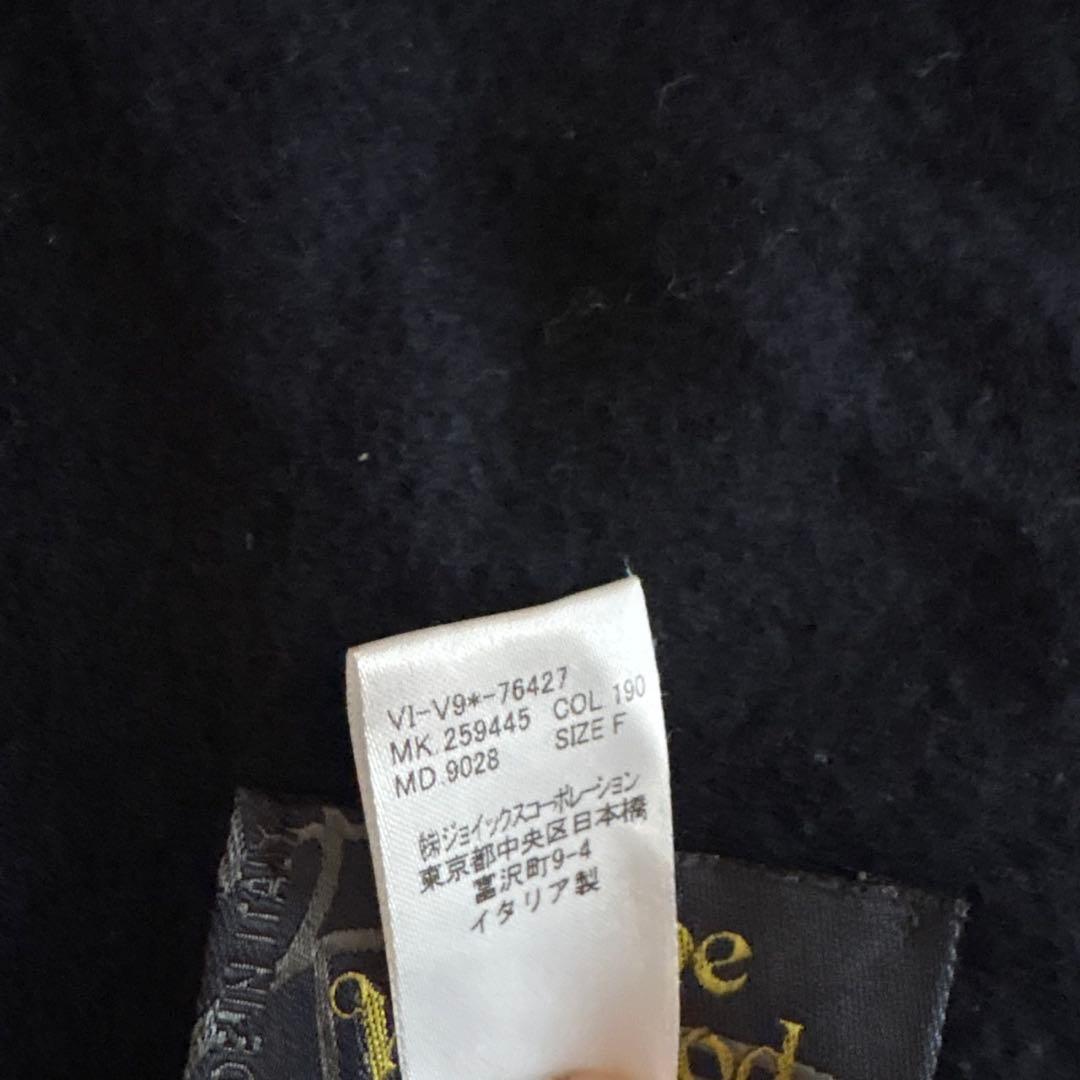 VI-V9*-76427
MK.259445 COL 190
MD.9028 SIZE F
㈱ジョイックスコーポレーション
東京都中央区日本橋
富沢町9-4
イタリア製